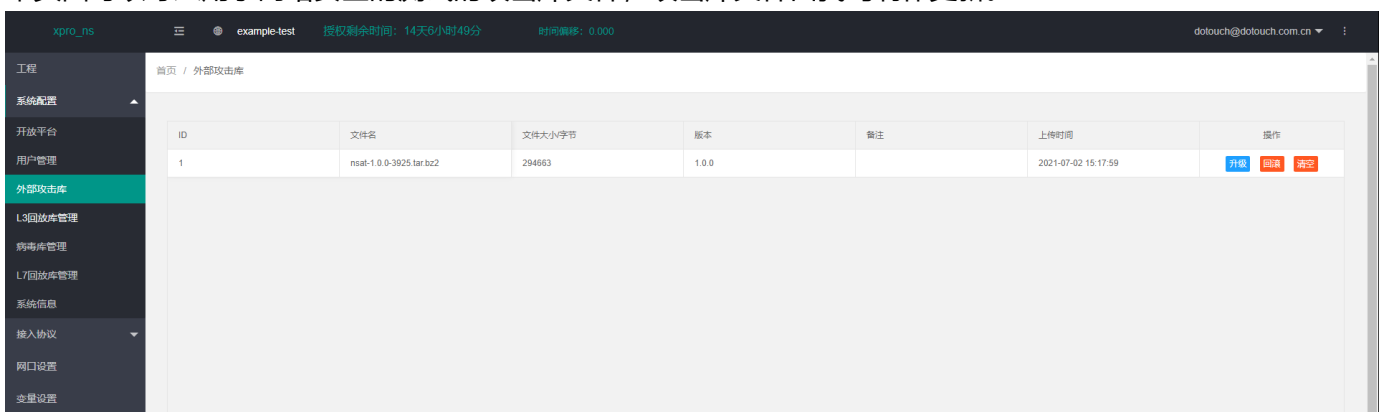 xpro_ns
example-test 授权剩余时间：14天6小时49分 时间偏移：0.000 dotouch@dotouch.com.cn
工程
系统配置
开放平台
用户管理
外部攻击库
L3回放库管理
病毒库管理
L7回放库管理
系统信息
接入协议
网口设置
变量设置
首页 / 外部攻击库
ID 文件名 文件大小/字节 版本 备注 上传时间 操作
1 nsat-1.0.0-3925.tar.bz2 294663 1.0.0 2021-07-02 15:17:59 升级 回滚 清空